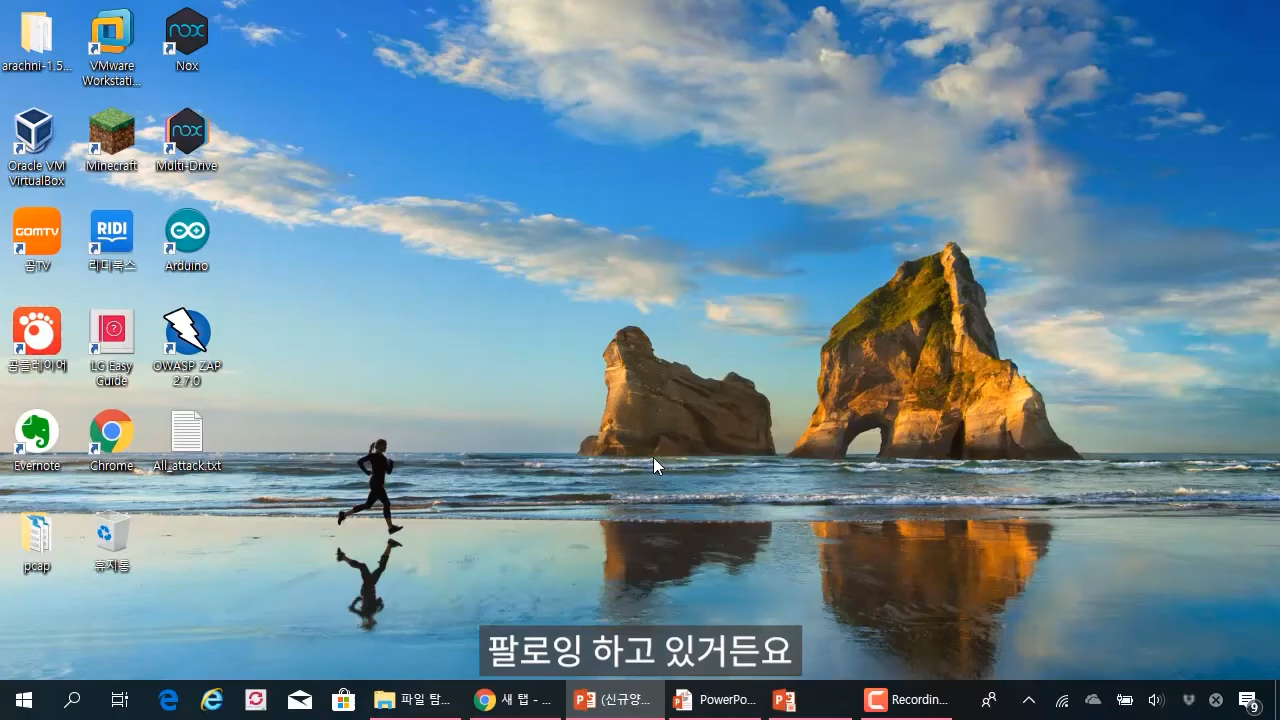 arachni-1.5...
VMware
Workstati...
nox
Nox
Oracle VM
VirtualBox
Minecraft
nox
Multi-Drive
GOMTV
곰TV
RIDI
리디북스
Arduino
곰플레이어
LG Easy
Guide
OWASP ZAP
2.7.0
Evernote
Chrome
All_attack.txt
pcap
휴지통
팔로잉 하고 있거든요
파일 탐...
새 탭 - ...
(신규양...
PowerPo...
Recordin...
9